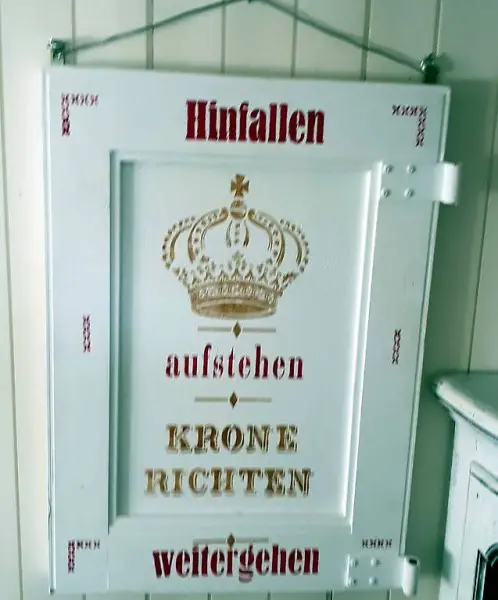 Hinfallen
aufstehen
KRONE
RICHTEN
weitergehen